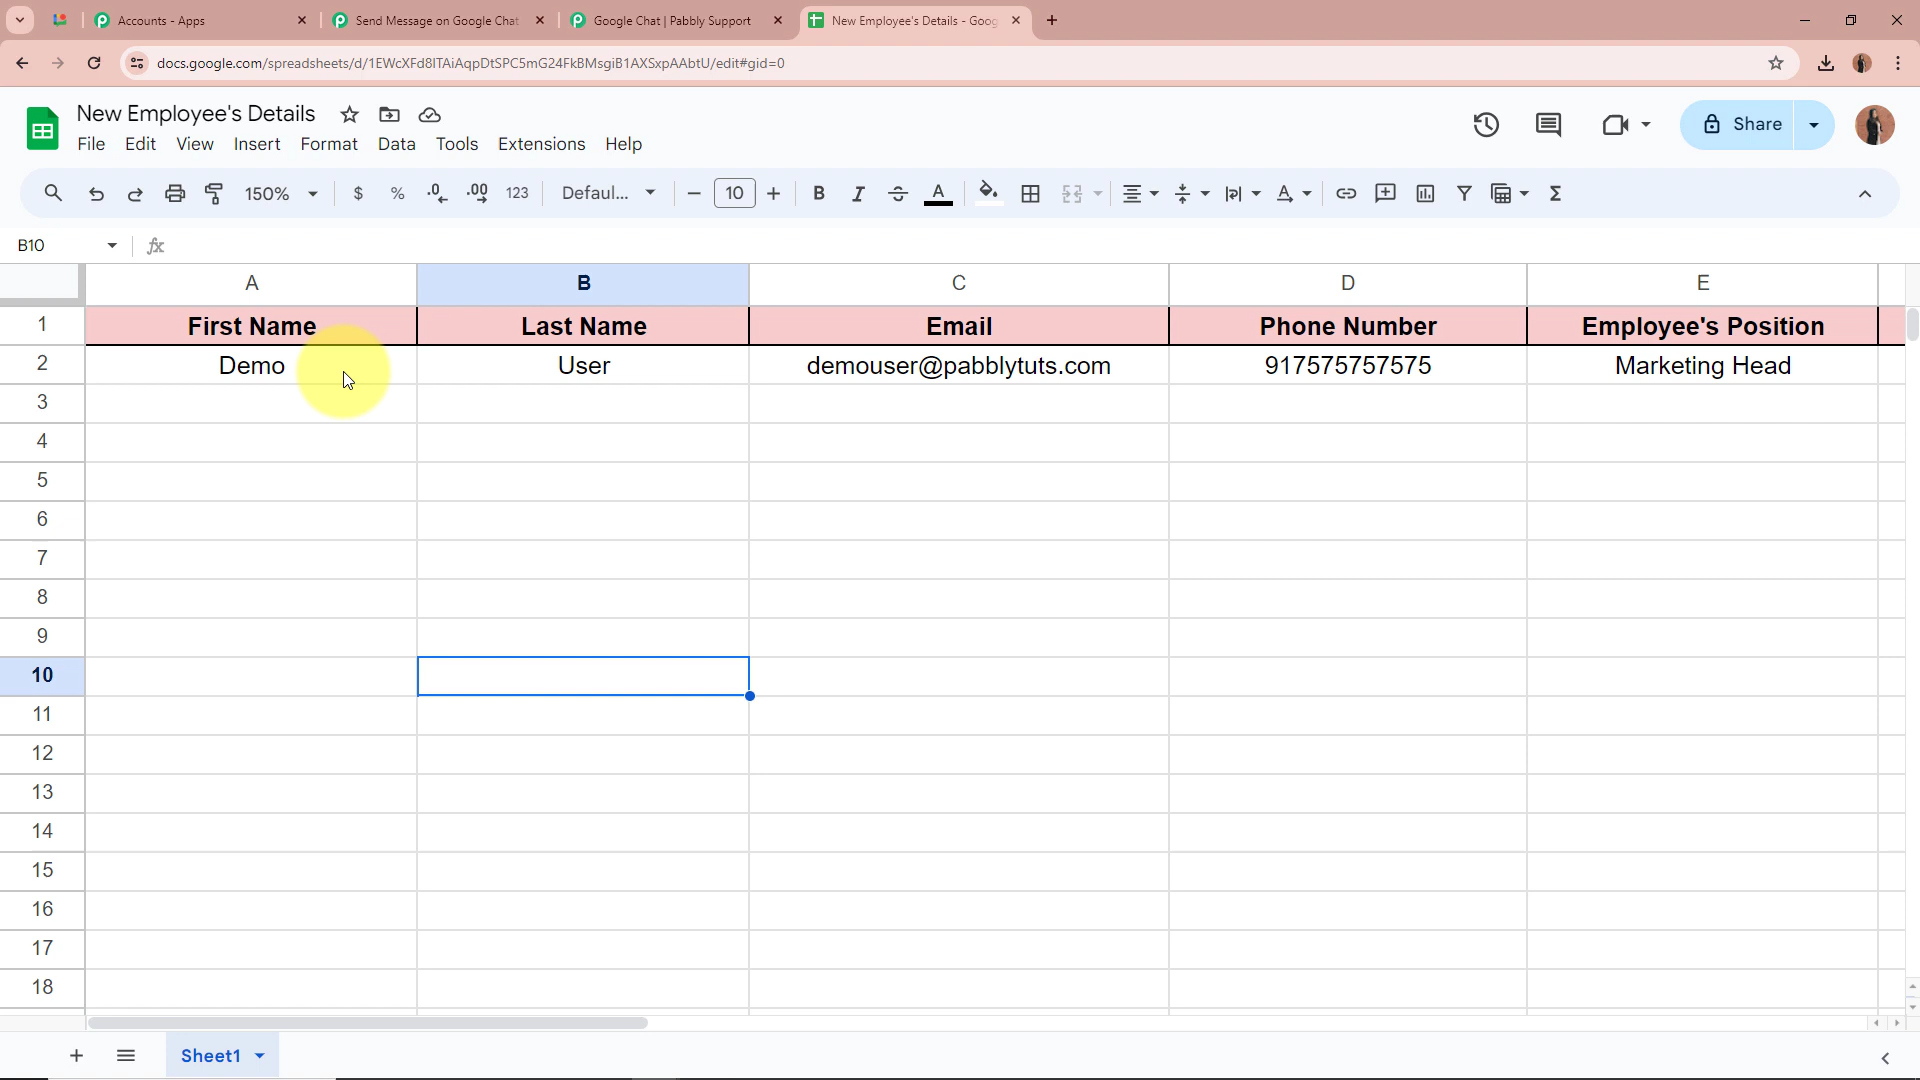 Accounts - Apps
Send Message on Google Chat
Google Chat | Pabbly Support
New Employee's Details - Goog
docs.google.com/spreadsheets/d/1EWcXFd8ITAiAqpDtSPC5mG24FkBMsgiB1AXSxpAAbtU/edit#gid=0
New Employee's Details
File Edit View Insert Format Data Tools Extensions Help
Share
150% $ % .0 .00 123 Defaul... 10 B I A
B10 fx
A B C D E
1 First Name Last Name Email Phone Number Employee's Position
2 Demo User demouser@pabblytuts.com 917575757575 Marketing Head
3
4
5
6
7
8
9
10
11
12
13
14
15
16
17
18
Sheet1